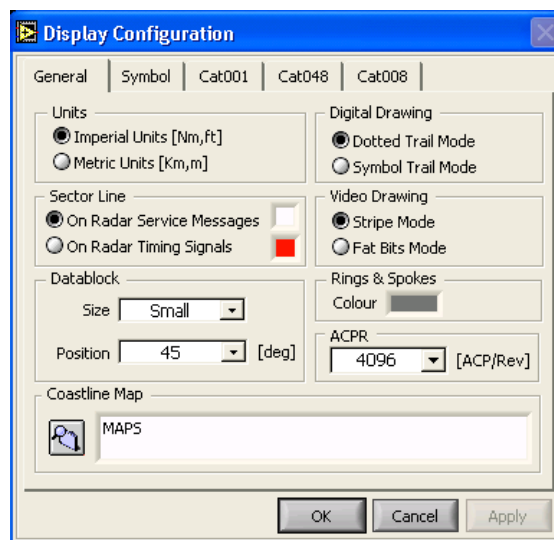 Display Configuration
General Symbol Cat001 Cat048 Cat008
Units
Imperial Units [Nm,ft]
Metric Units [Km,m]
Digital Drawing
Dotted Trail Mode
Symbol Trail Mode
Sector Line
On Radar Service Messages
On Radar Timing Signals
Video Drawing
Stripe Mode
Fat Bits Mode
Datablock
Size Small
Position 45 [deg]
Rings & Spokes
Colour
ACPR
4096 [ACP/Rev]
Coastline Map
MAPS
OK Cancel Apply